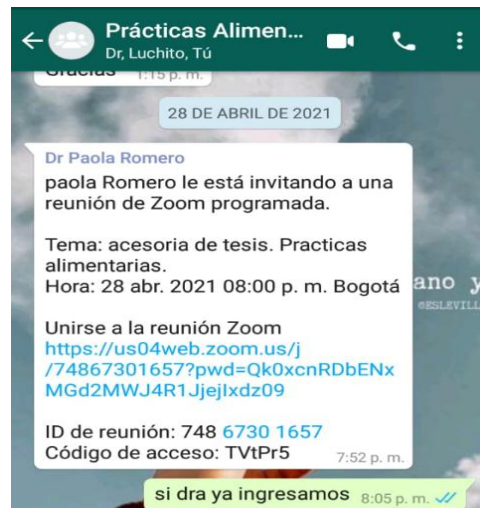 Prácticas Alimen...
Dr, Luchito, Tú
Gracias 1:15 p. m.
28 DE ABRIL DE 2021
Dr Paola Romero
paola Romero le está invitando a una
reunión de Zoom programada.
Tema: acesoria de tesis. Practicas
alimentarias.
Hora: 28 abr. 2021 08:00 p. m. Bogotá
Unirse a la reunión Zoom
https://us04web.zoom.us/j
/74867301657?pwd=Qk0xcnRDbENx
MGd2MWJ4R1JjejIxdz09
ID de reunión: 748 6730 1657
Código de acceso: TVtPr5 7:52 p. m.
ano y
si dra ya ingresamos 8:05 p. m.